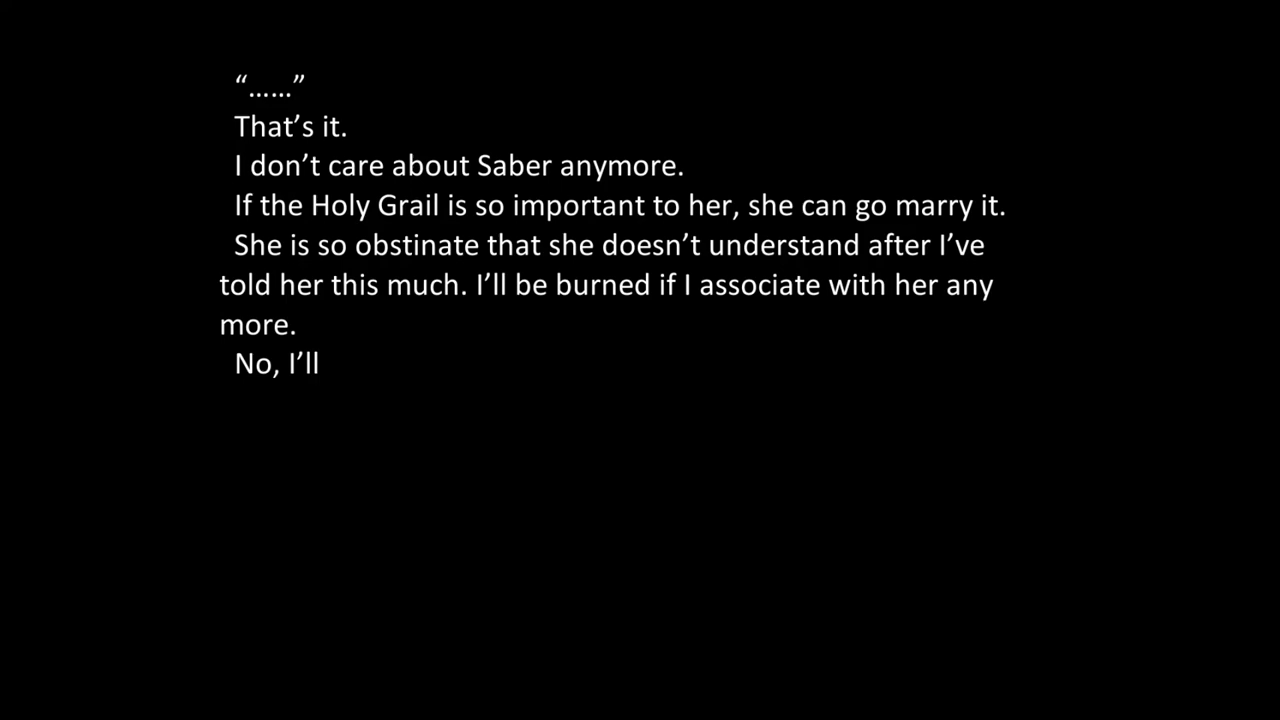 “……”
That’s it.
I don’t care about Saber anymore.
If the Holy Grail is so important to her, she can go marry it.
She is so obstinate that she doesn’t understand after I’ve
told her this much. I’ll be burned if I associate with her any
more.
No, I’ll